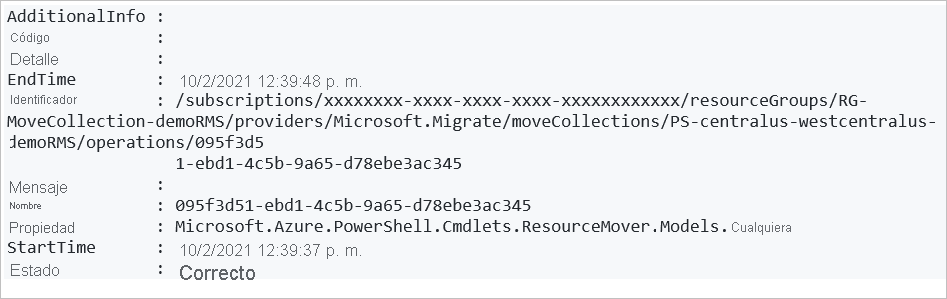 AdditionalInfo :
Código :
Detalle :
EndTime : 10/2/2021 12:39:48 p. m.
Identificador : /subscriptions/xxxxxxxx-xxxx-xxxx-xxxx-xxxxxxxxxxxx/resourceGroups/RG-
MoveCollection-demoRMS/providers/Microsoft.Migrate/moveCollections/PS-centralus-westcentralus-
demoRMS/operations/095f3d5
1-ebd1-4c5b-9a65-d78ebe3ac345
Mensaje :
Nombre : 095f3d51-ebd1-4c5b-9a65-d78ebe3ac345
Propiedad : Microsoft.Azure.PowerShell.Cmdlets.ResourceMover.Models. Cualquiera
StartTime : 10/2/2021 12:39:37 p. m.
Estado : Correcto